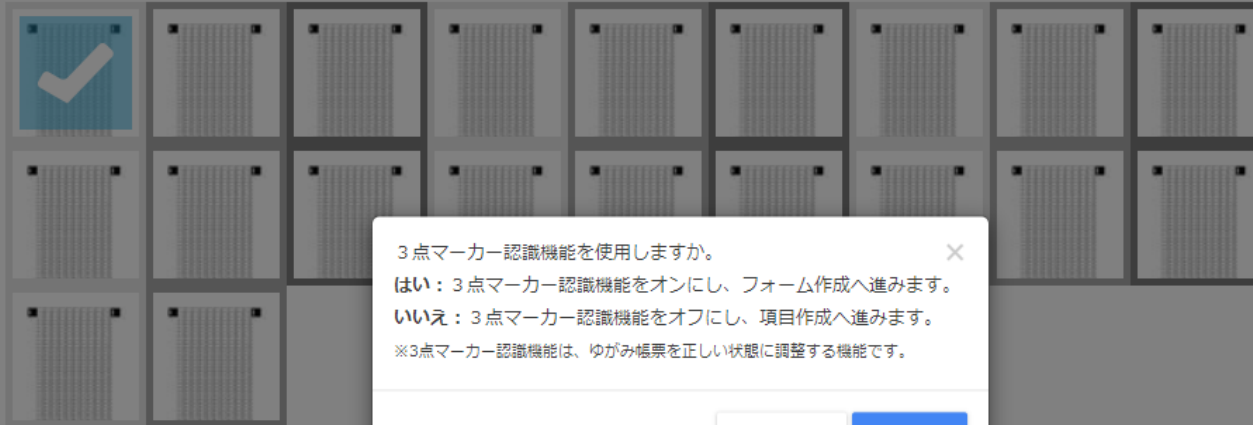 ３点マーカー認識機能を使用しますか。
はい：３点マーカー認識機能をオンにし、フォーム作成へ進みます。
いいえ：３点マーカー認識機能をオフにし、項目作成へ進みます。
※3点マーカー認識機能は、ゆがみ帳票を正しい状態に調整する機能です。